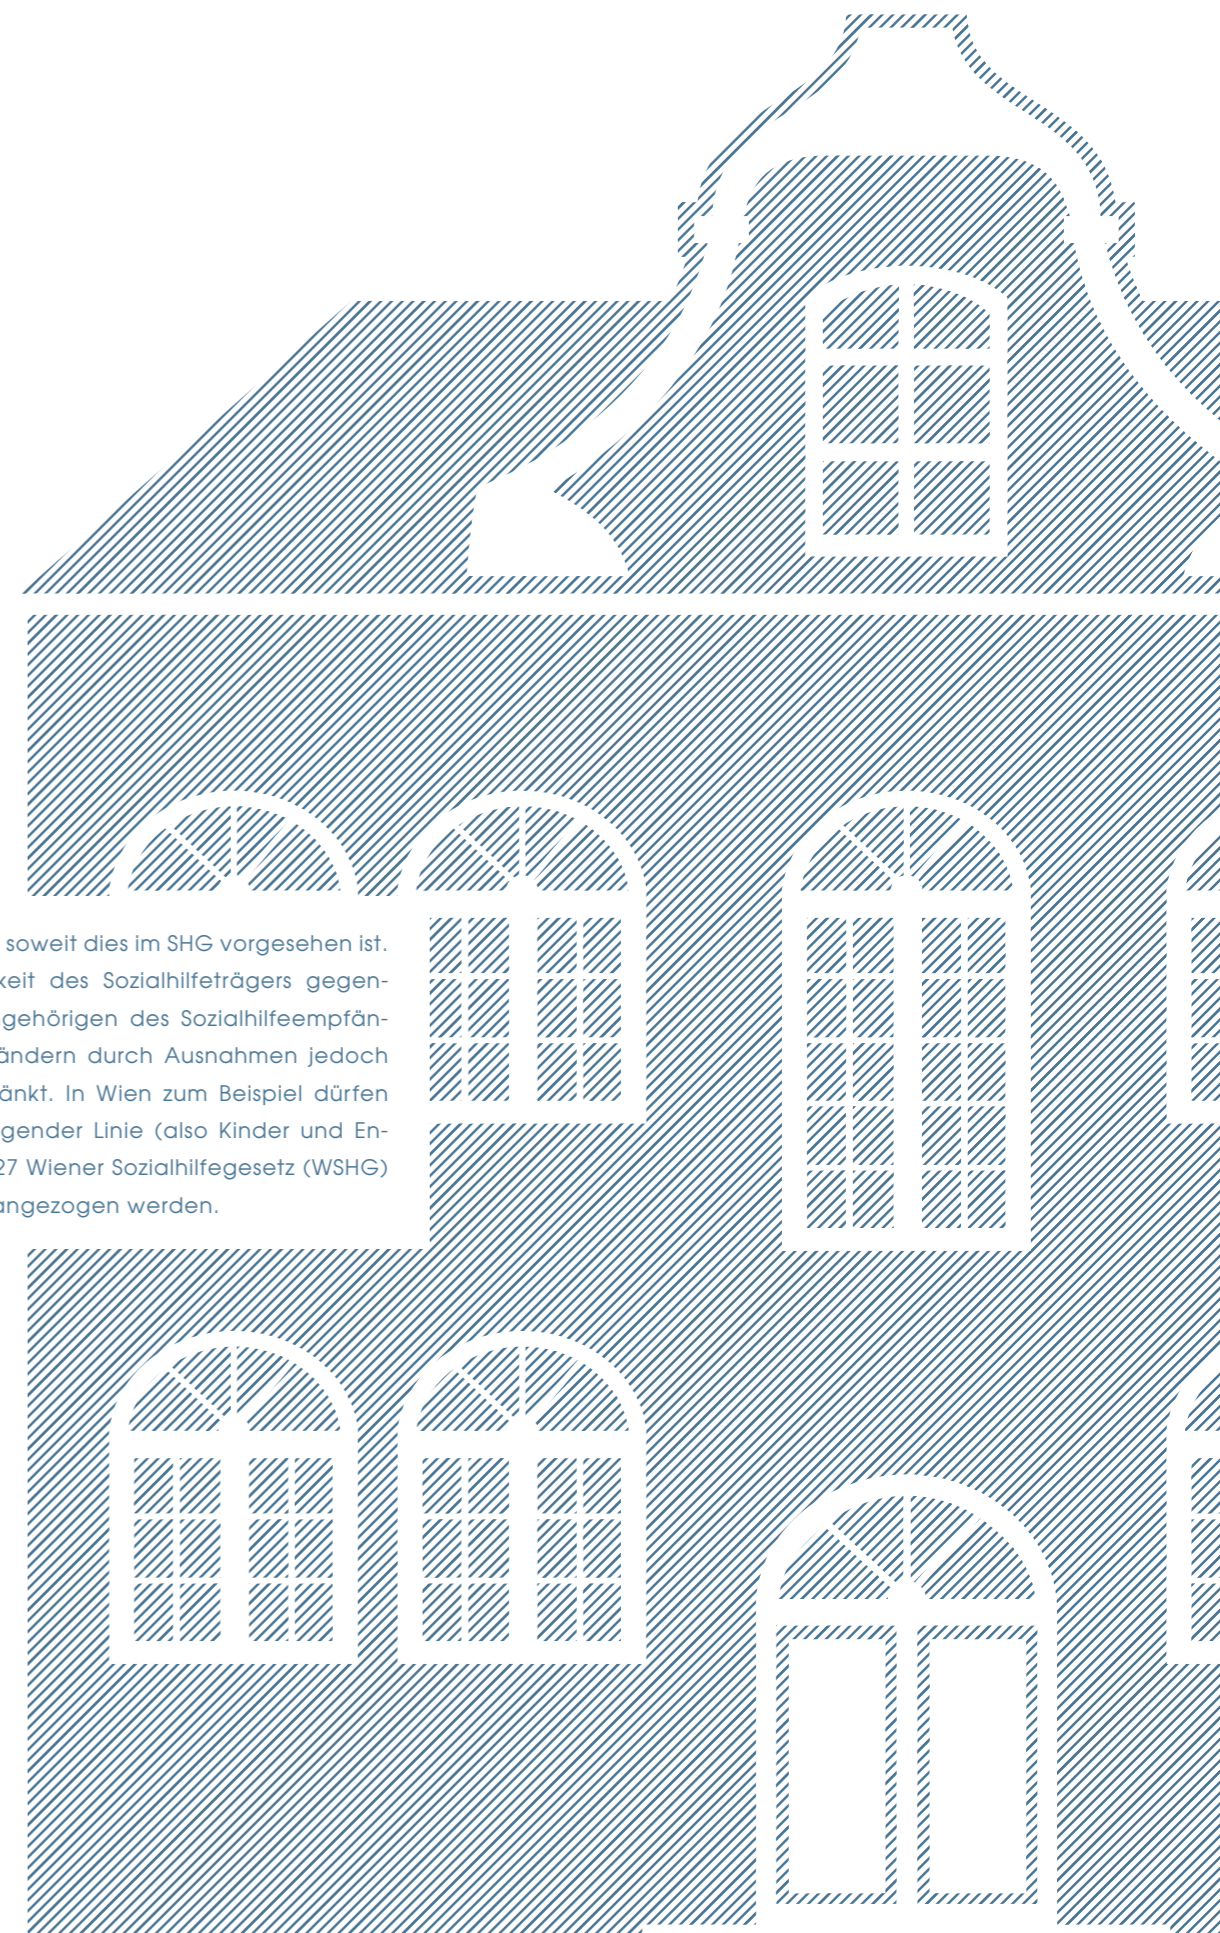 soweit dies im SHG vorgesehen ist.
keit des Sozialhilfeträgers gegen-
gehörigen des Sozialhilfeempfän-
ändern durch Ausnahmen jedoch
änkt. In Wien zum Beispiel dürfen
gender Linie (also Kinder und En-
27 Wiener Sozialhilfegesetz (WSHG)
angezogen werden.